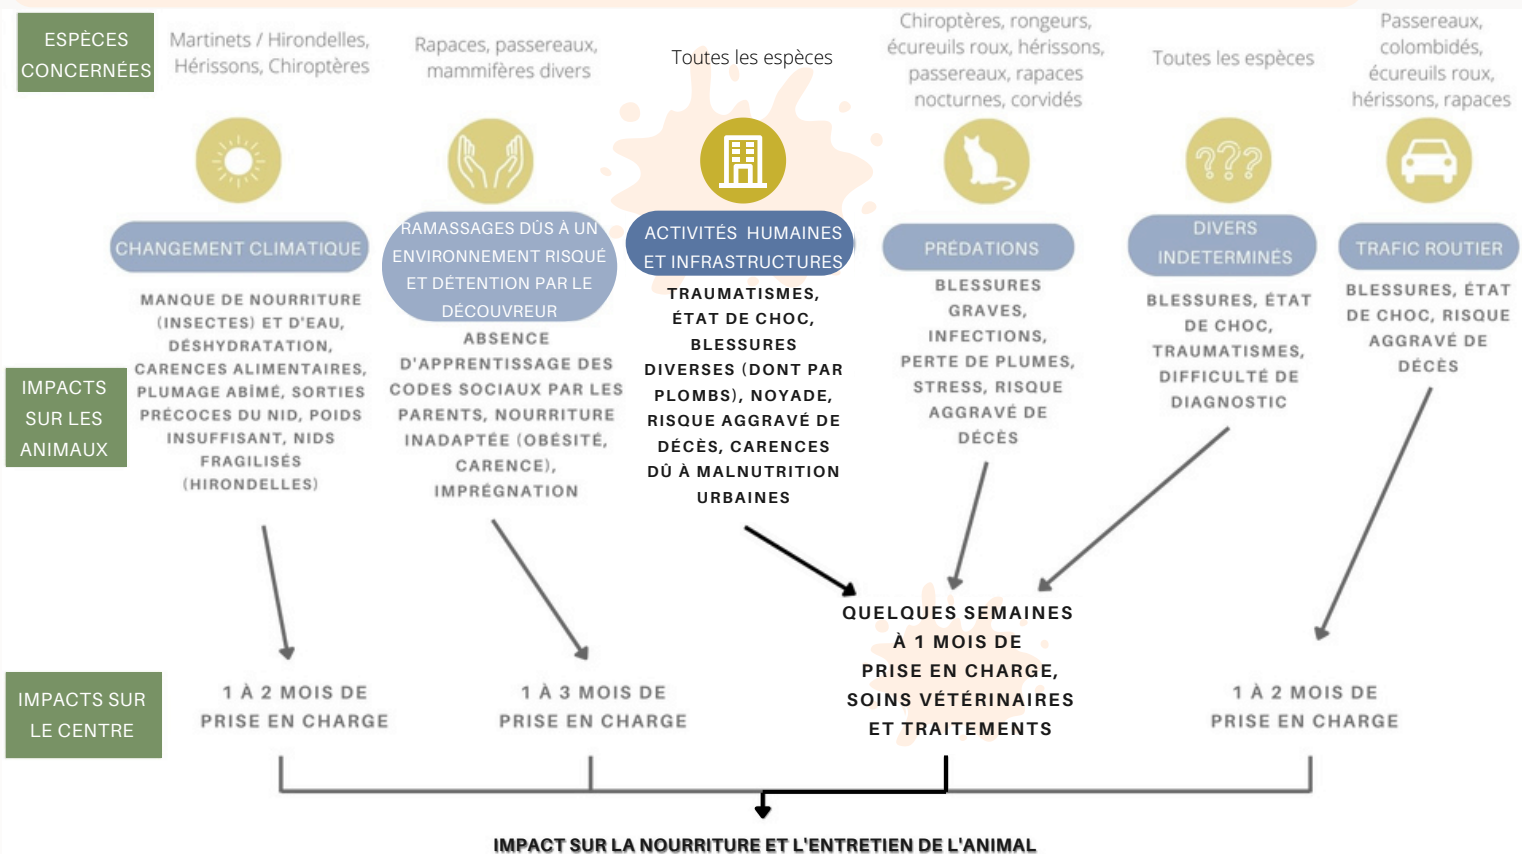 ESPÈCES
CONCERNÉES
Martinets / Hirondelles,
Hérissons, Chiroptères
Rapaces, passereaux,
mammifères divers
Toutes les espèces
Chiroptères, rongeurs,
écureuils roux, hérissons,
passereaux, rapaces
nocturnes, corvidés
Toutes les espèces
Passereaux,
colombidés,
écureuils roux,
hérissons, rapaces
???
CHANGEMENT CLIMATIQUE
RAMASSAGES DÛS À UN
ENVIRONNEMENT RISQUÉ
ET DÉTENTION PAR LE
DÉCOUVREUR
ACTIVITÉS HUMAINES
ET INFRASTRUCTURES
PRÉDATIONS
DIVERS
INDETERMINÉS
TRAFIC ROUTIER
IMPACTS
SUR LES
ANIMAUX
MANQUE DE NOURRITURE
(INSECTES) ET D'EAU,
DÉSHYDRATATION,
CARENCES ALIMENTAIRES,
PLUMAGE ABÎMÉ, SORTIES
PRÉCOCES DU NID, POIDS
INSUFFISANT, NIDS
FRAGILISÉS
(HIRONDELLES)
ABSENCE
D'APPRENTISSAGE DES
CODES SOCIAUX PAR LES
PARENTS, NOURRITURE
INADAPTÉE (OBÉSITÉ,
CARENCE),
IMPRÉGNATION
TRAUMATISMES,
ÉTAT DE CHOC,
BLESSURES
DIVERSES (DONT PAR
PLOMBS), NOYADE,
RISQUE AGGRAVÉ DE
DÉCÈS, CARENCES
DÛ À MALNUTRITION
URBAINES
BLESSURES
GRAVES,
INFECTIONS,
PERTE DE PLUMES,
STRESS, RISQUE
AGGRAVÉ DE
DÉCÈS
BLESSURES, ÉTAT
DE CHOC,
TRAUMATISMES,
DIFFICULTÉ DE
DIAGNOSTIC
BLESSURES, ÉTAT
DE CHOC, RISQUE
AGGRAVÉ DE
DÉCÈS
IMPACTS SUR
LE CENTRE
1 À 2 MOIS DE
PRISE EN CHARGE
1 À 3 MOIS DE
PRISE EN CHARGE
QUELQUES SEMAINES
À 1 MOIS DE
PRISE EN CHARGE,
SOINS VÉTÉRINAIRES
ET TRAITEMENTS
1 À 2 MOIS DE
PRISE EN CHARGE
IMPACT SUR LA NOURRITURE ET L'ENTRETIEN DE L'ANIMAL